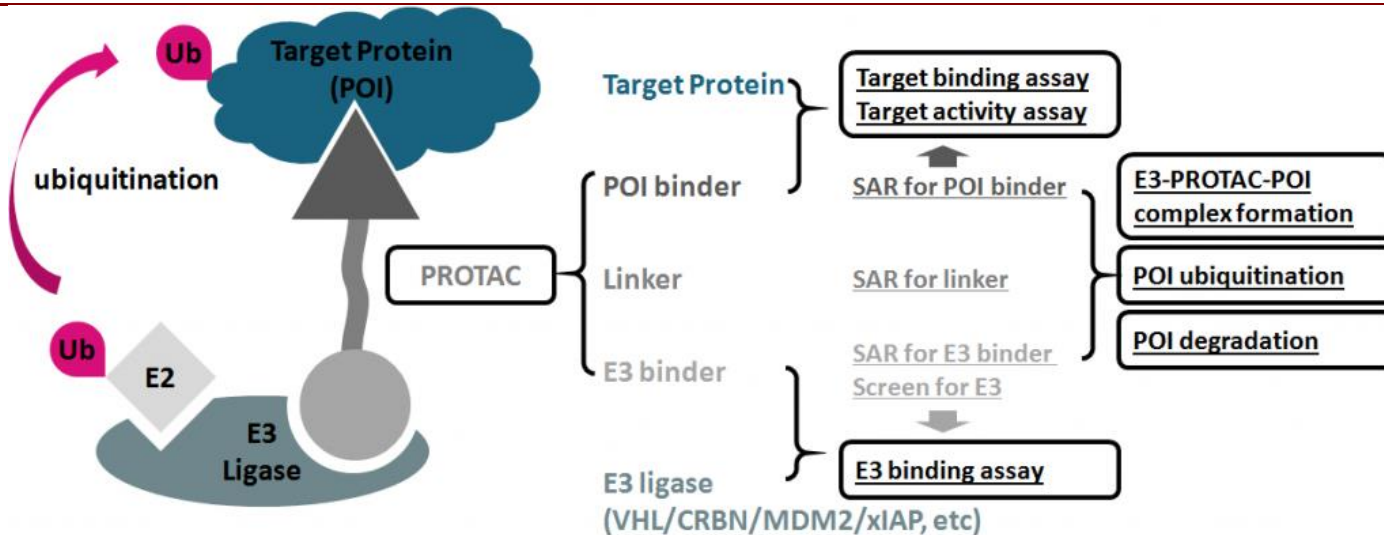 Ub
Target Protein
(POI)
ubiquitination
Ub
E2
E3
Ligase
PROTAC
Target Protein
POI binder
Linker
E3 binder
E3 ligase
(VHL/CRBN/MDM2/xIAP, etc)
Target binding assay
Target activity assay
SAR for POI binder
SAR for linker
SAR for E3 binder
Screen for E3
E3 binding assay
E3-PROTAC-POI
complex formation
POI ubiquitination
POI degradation